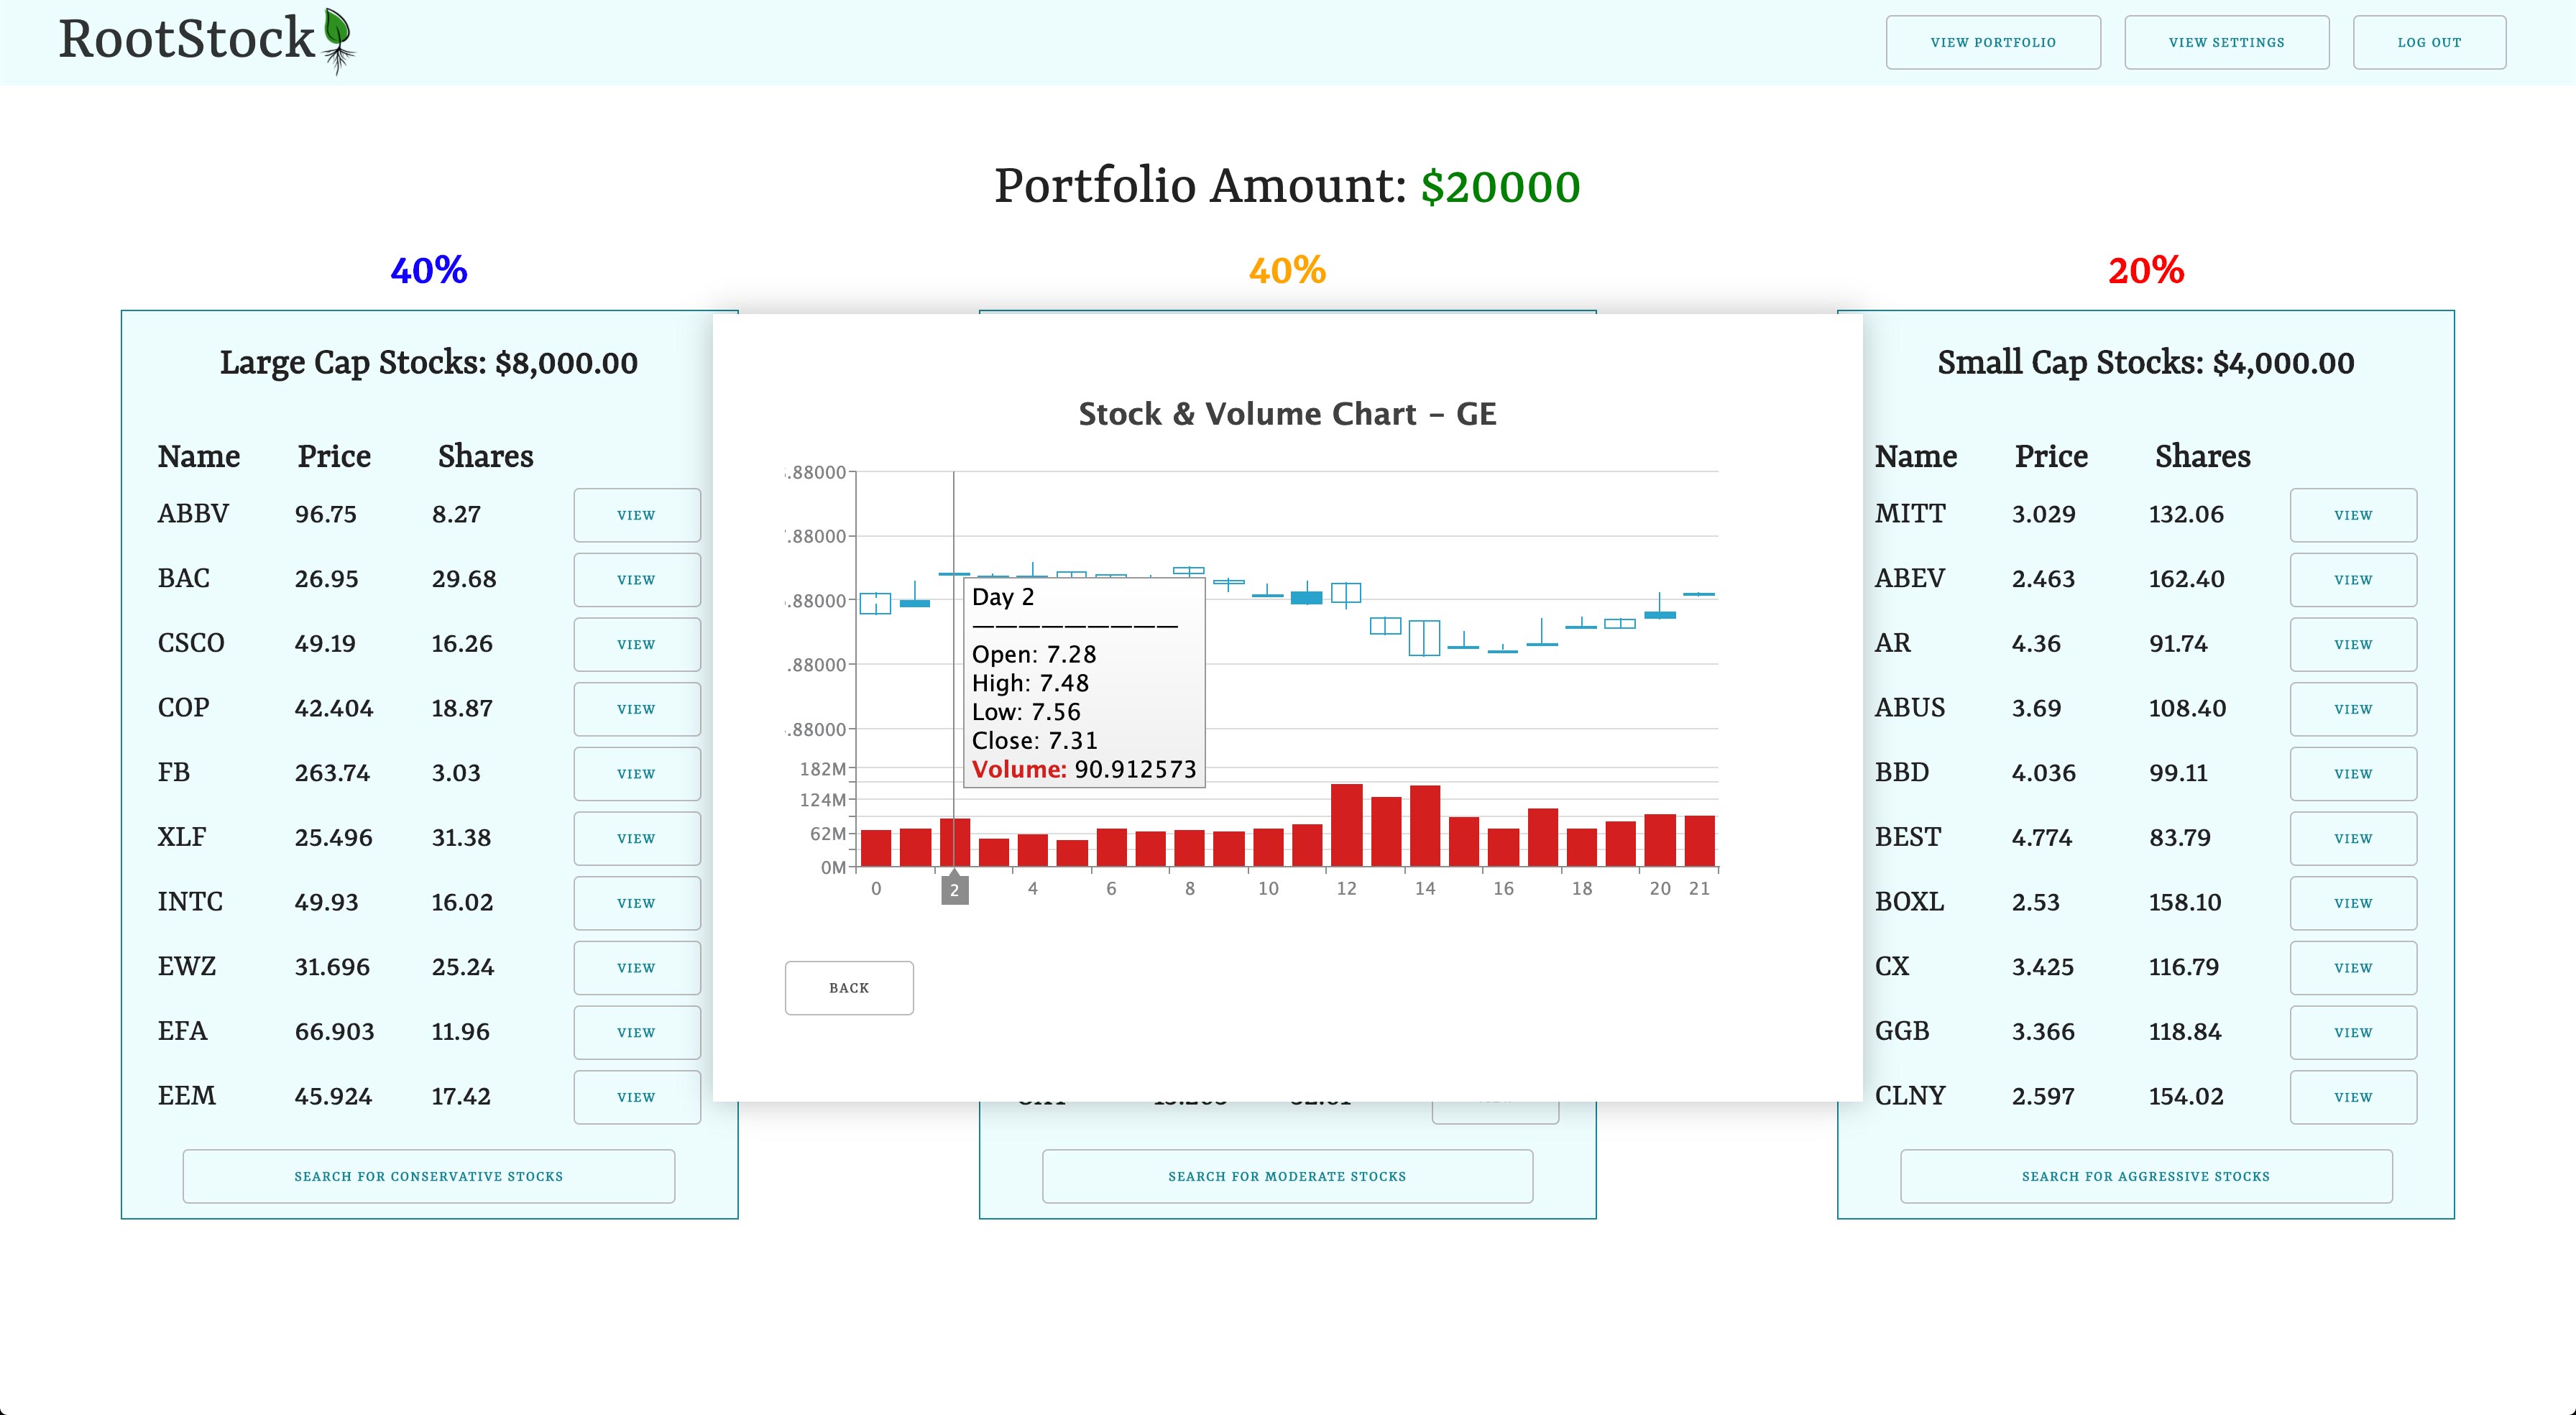 RootStock
VIEW PORTFOLIO
VIEW SETTINGS
LOG OUT
Portfolio Amount: $20000
40%
40%
20%
Large Cap Stocks: $8,000.00
Name Price Shares
ABBV 96.75 8.27 VIEW
BAC 26.95 29.68 VIEW
CSCO 49.19 16.26 VIEW
COP 42.404 18.87 VIEW
FB 263.74 3.03 VIEW
XLF 25.496 31.38 VIEW
INTC 49.93 16.02 VIEW
EWZ 31.696 25.24 VIEW
EFA 66.903 11.96 VIEW
EEM 45.924 17.42 VIEW
SEARCH FOR CONSERVATIVE STOCKS
Stock & Volume Chart - GE
.88000
.88000
.88000
.88000
.88000
182M
124M
62M
0M
0 2 4 6 8 10 12 14 16 18 20 21
Day 2
—————————
Open: 7.28
High: 7.48
Low: 7.56
Close: 7.31
Volume: 90.912573
BACK
SEARCH FOR MODERATE STOCKS
Small Cap Stocks: $4,000.00
Name Price Shares
MITT 3.029 132.06 VIEW
ABEV 2.463 162.40 VIEW
AR 4.36 91.74 VIEW
ABUS 3.69 108.40 VIEW
BBD 4.036 99.11 VIEW
BEST 4.774 83.79 VIEW
BOXL 2.53 158.10 VIEW
CX 3.425 116.79 VIEW
GGB 3.366 118.84 VIEW
CLNY 2.597 154.02 VIEW
SEARCH FOR AGGRESSIVE STOCKS